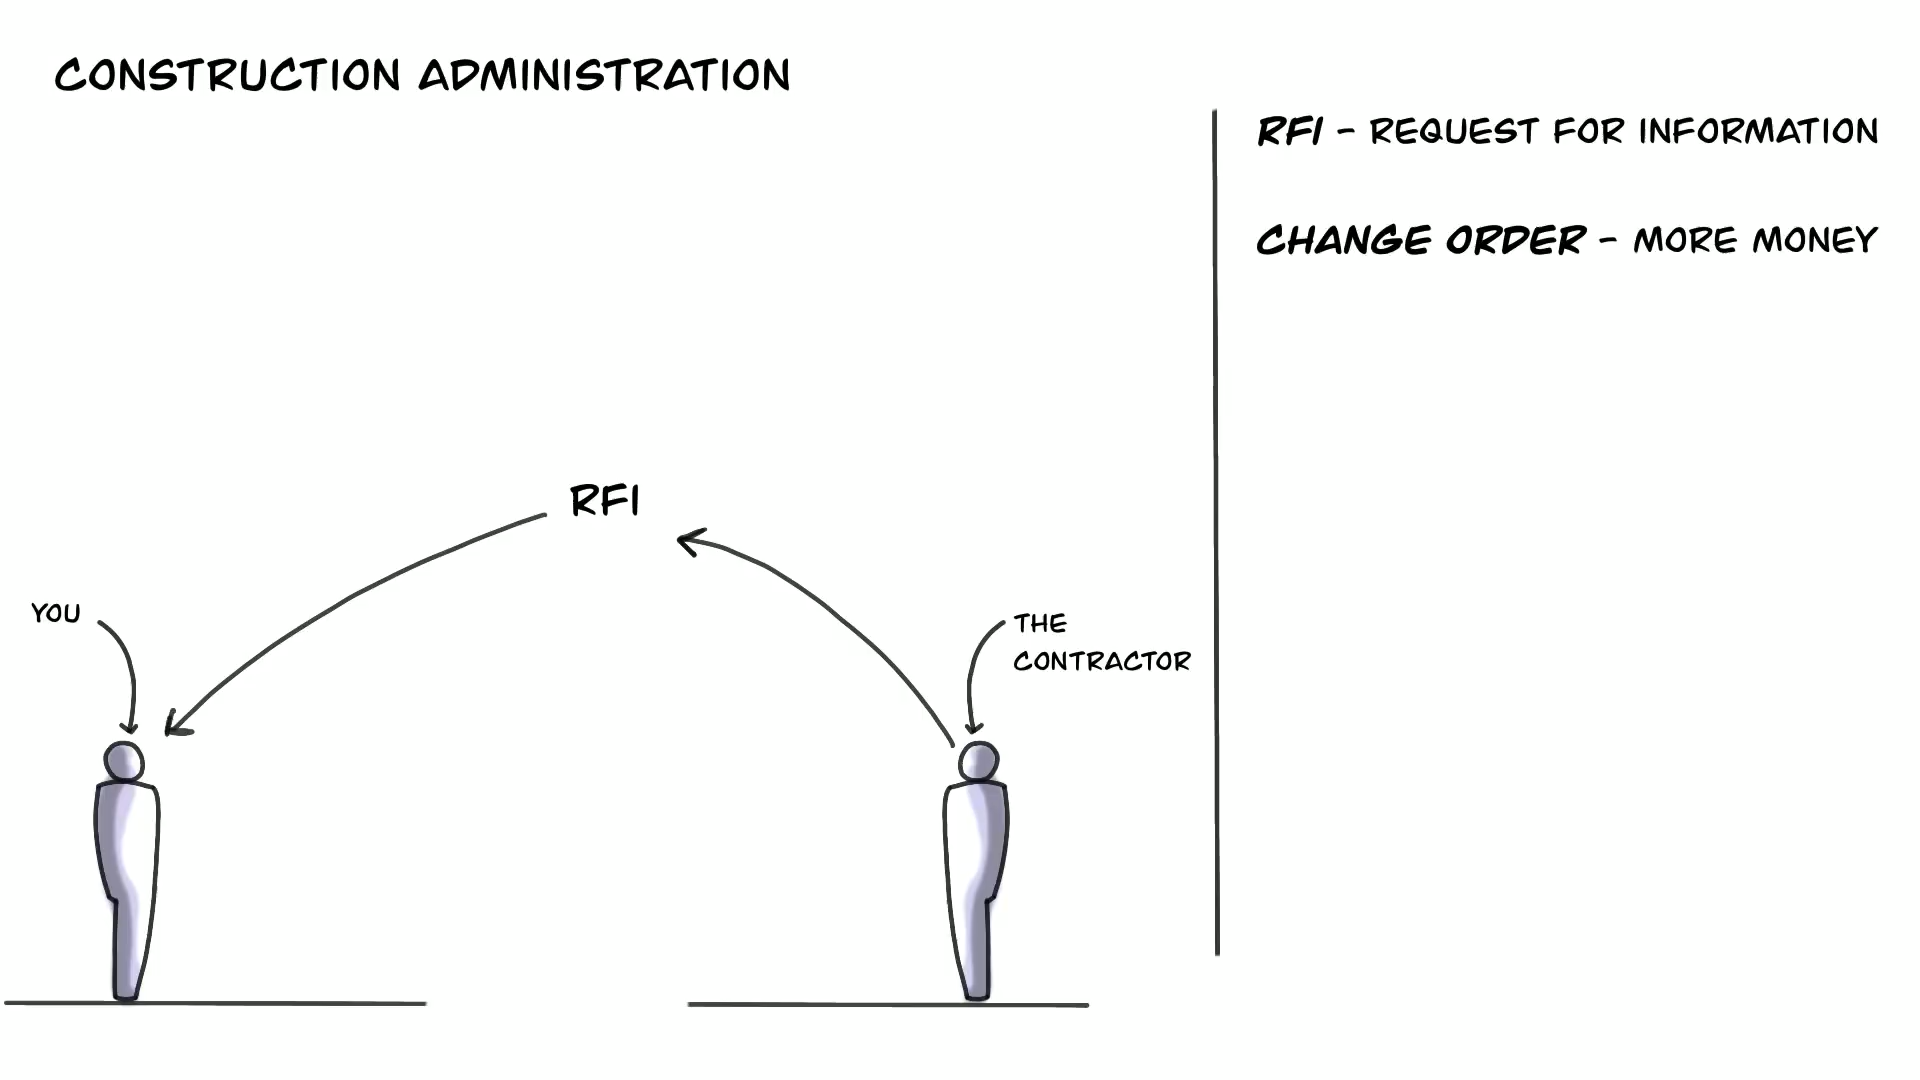 CONSTRUCTION ADMINISTRATION
RFI - REQUEST FOR INFORMATION
CHANGE ORDER - MORE MONEY
RFI
YOU
THE
CONTRACTOR